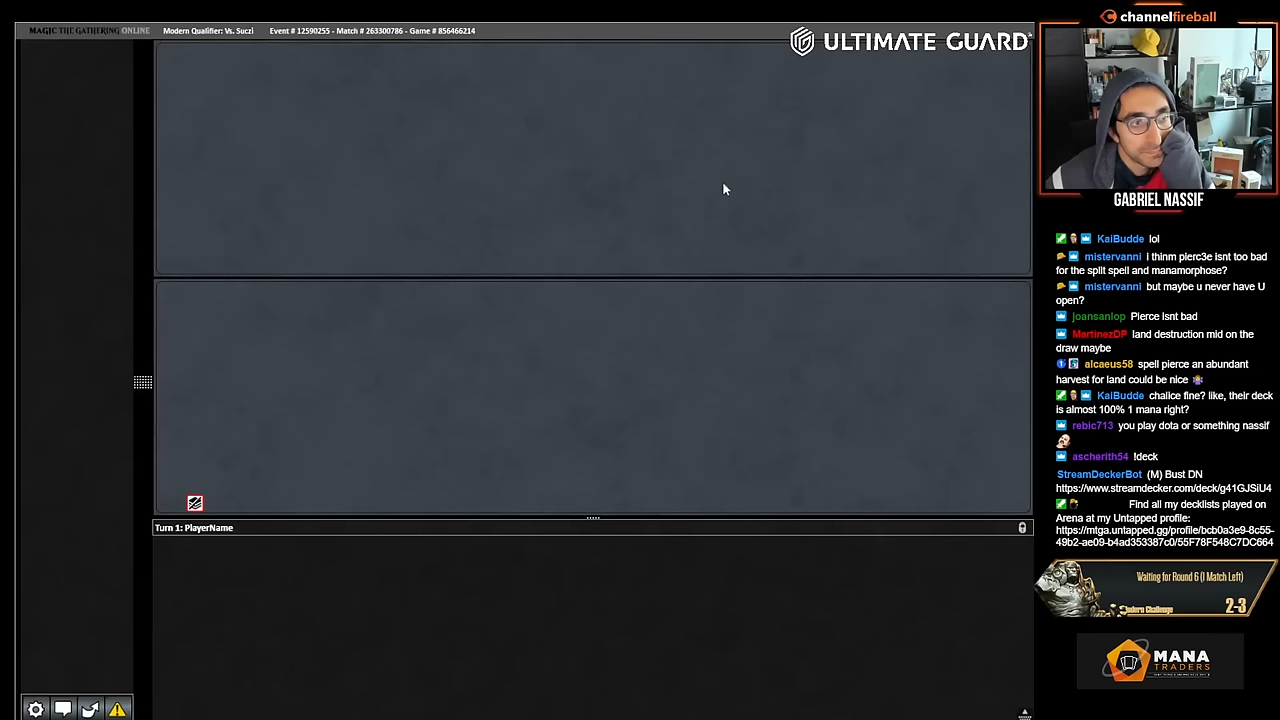 MAGIC THE GATHERING ONLINE
Modern Qualifier: Vs. Suczi
Event # 12590255 - Match # 263300786 - Game # 856466214
ULTIMATE GUARD
channelfireball
GABRIEL NASSIF
KaiBudde lol
mistervanni i thinm pierc3e isnt too bad
for the split spell and manamorphose?
mistervanni but maybe u never have U
open?
joansanlop Pierce Isnt bad
MartinezDP land destruction mid on the
draw maybe
alcaeus58 spell pierce an abundant
harvest for land could be nice
KaiBudde chalice fine? like, their deck
is almost 100% 1 mana right?
rebic713 you play dota or something nassif
ascherith54 !deck
StreamDeckerBot (M) Bust DN
https://www.streamdecker.com/deck/g41GJSiU4
Find all my decklists played on
Arena at my Untapped profile:
https://mtga.untapped.gg/profile/bcb0a3e9-8c55-
49b2-ae09-b4ad353387c0/55F78F548C7DC664
Turn 1: PlayerName
Waiting for Round 6 (1 Match Left)
Modern Challenge
2-3
MANA
TRADERS